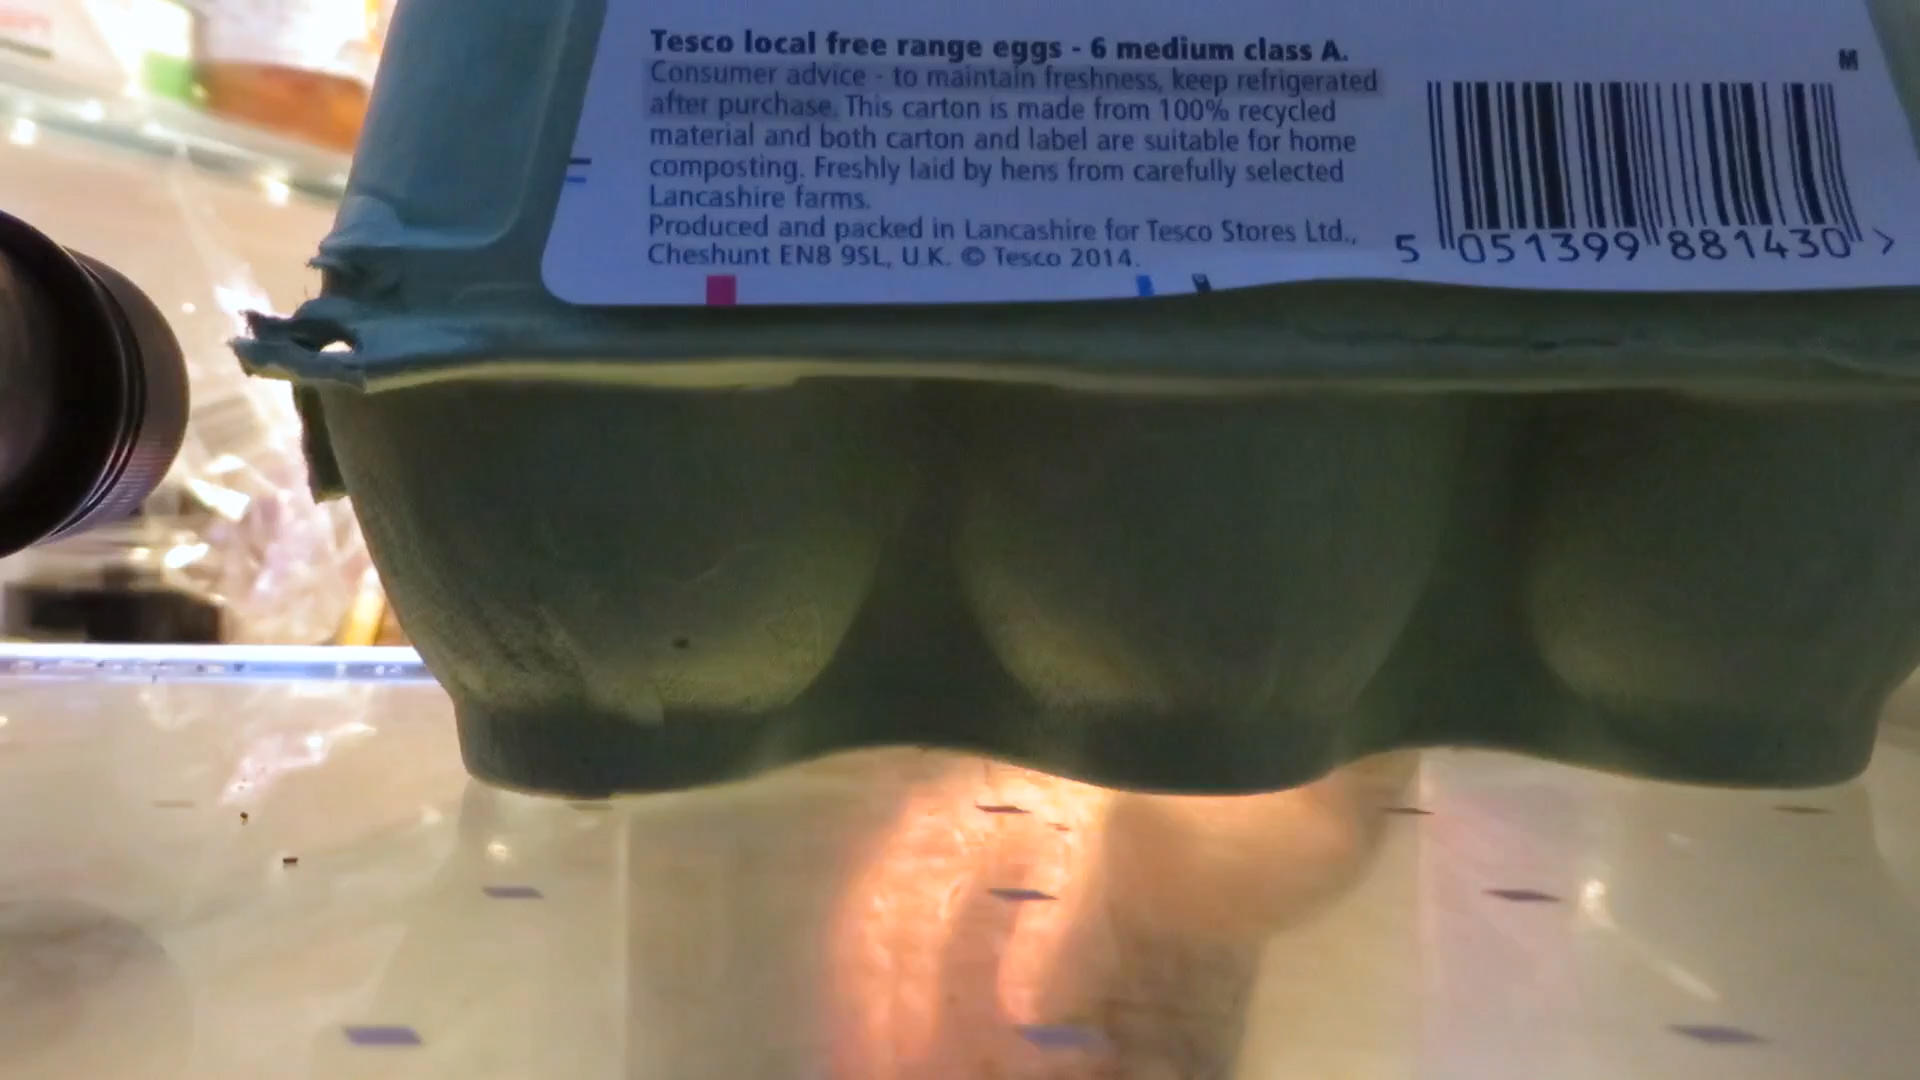 Tesco local free range eggs - 6 medium class A.
Consumer advice - to maintain freshness, keep refrigerated
after purchase. This carton is made from 100% recycled
material and both carton and label are suitable for home
composting. Freshly laid by hens from carefully selected
Lancashire farms.
Produced and packed in Lancashire for Tesco Stores Ltd.,
Cheshunt EN8 9SL, U.K. © Tesco 2014.
M
5 051399 881430 >